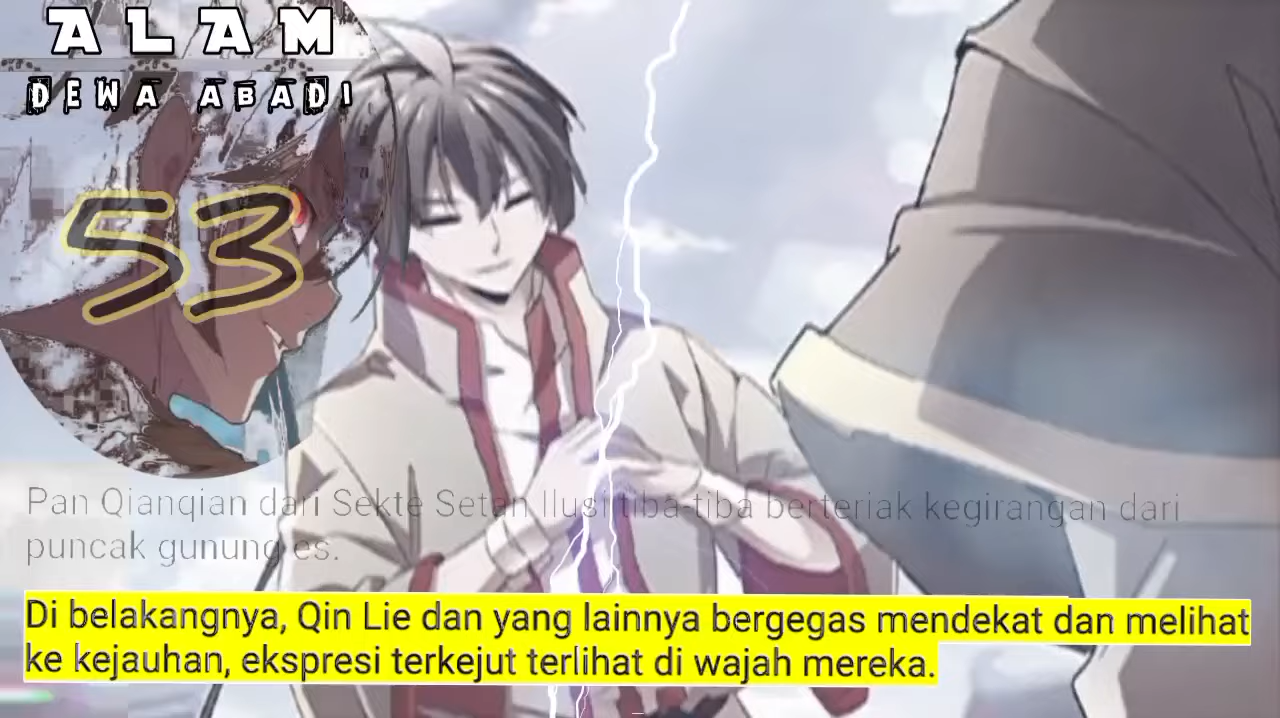 ALAM
DEWA ABADI
53
Pan Qianqian dari Sekte Setan Ilusi tiba-tiba berteriak kegirangan dari
puncak gunung es.
Di belakangnya, Qin Lie dan yang lainnya bergegas mendekat dan melihat
ke kejauhan, ekspresi terkejut terlihat di wajah mereka.